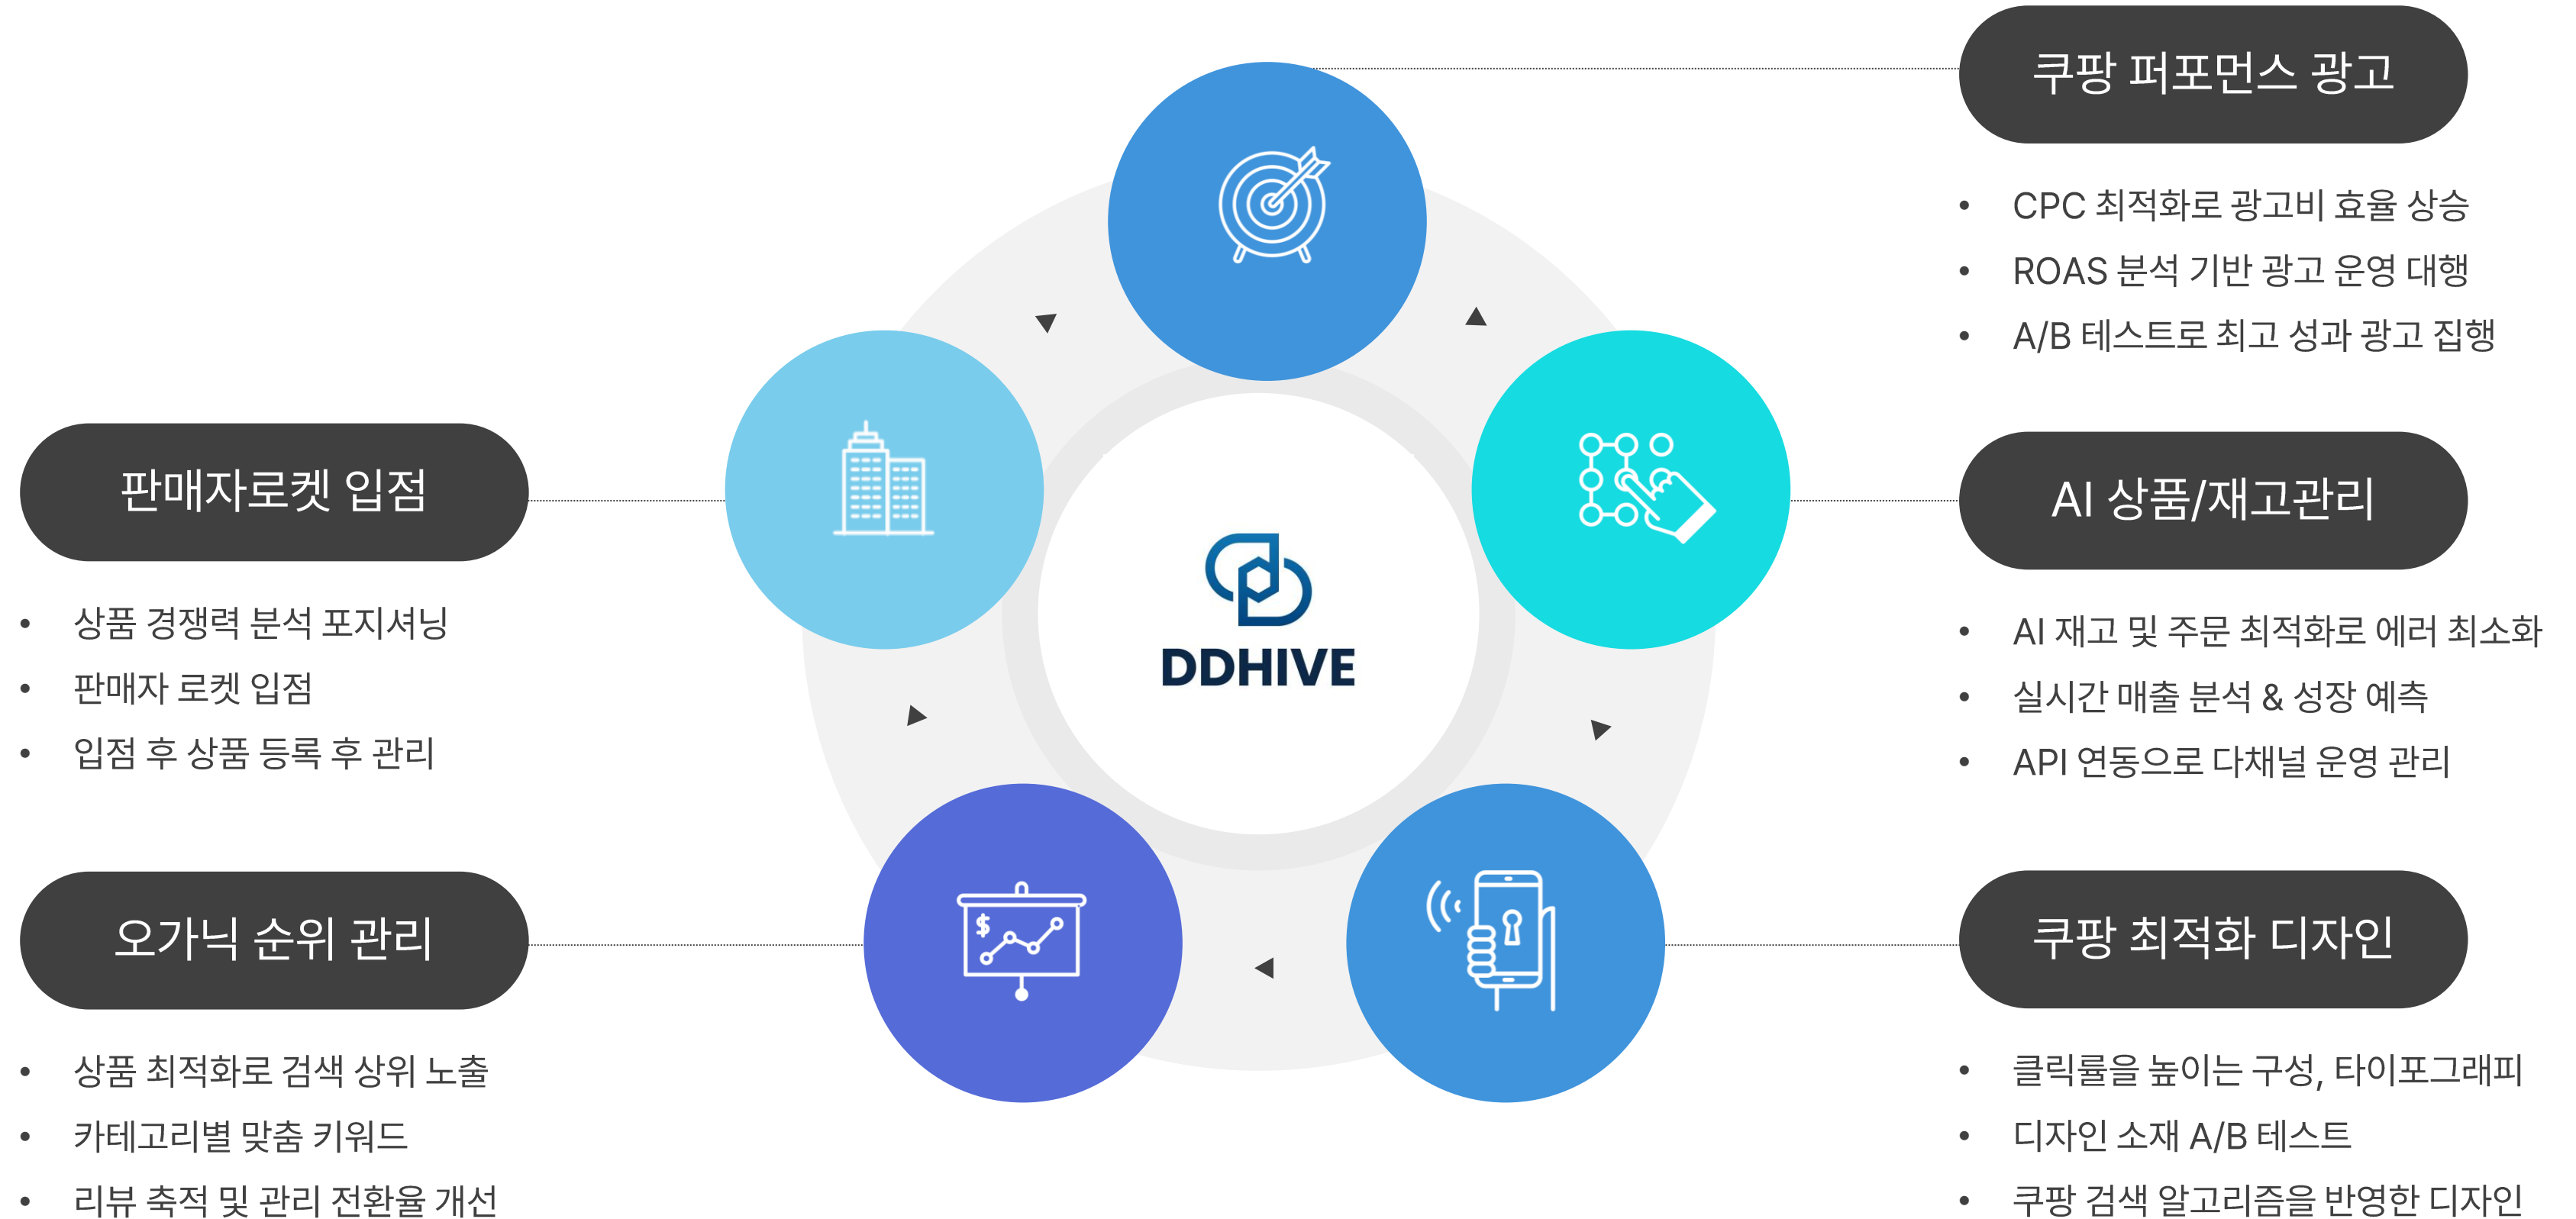 쿠팡 퍼포먼스 광고
• CPC 최적화로 광고비 효율 상승
• ROAS 분석 기반 광고 운영 대행
• A/B 테스트로 최고 성과 광고 집행
판매자로켓 입점
• 상품 경쟁력 분석 포지셔닝
• 판매자 로켓 입점
• 입점 후 상품 등록 후 관리
AI 상품/재고관리
• AI 재고 및 주문 최적화로 에러 최소화
• 실시간 매출 분석 & 성장 예측
• API 연동으로 다채널 운영 관리
DDHIVE
$
오가닉 순위 관리
• 상품 최적화로 검색 상위 노출
• 카테고리별 맞춤 키워드
• 리뷰 축적 및 관리 전환율 개선
쿠팡 최적화 디자인
• 클릭률을 높이는 구성, 타이포그래피
• 디자인 소재 A/B 테스트
• 쿠팡 검색 알고리즘을 반영한 디자인